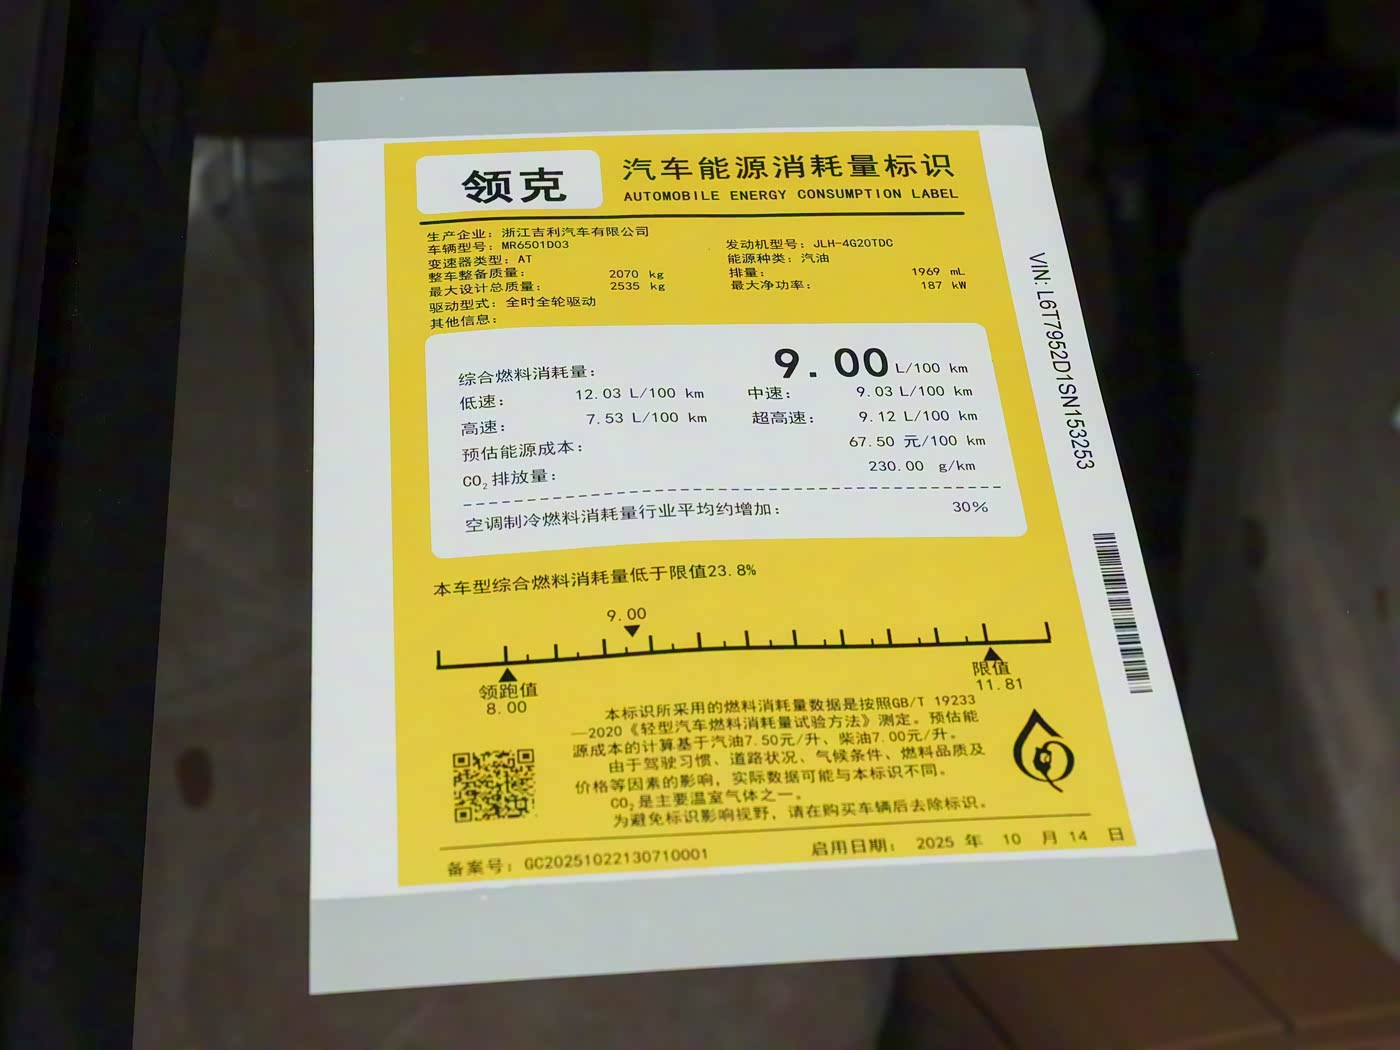 领克
汽车能源消耗量标识
AUTOMOBILE ENERGY CONSUMPTION LABEL
生产企业：浙江吉利汽车有限公司
车辆型号：MR6501D03 发动机型号：JLH-4G20TDC
变速器类型：AT 能源种类：汽油
整车整备质量： 2070 kg 排量： 1969 mL
最大设计总质量： 2535 kg 最大净功率： 187 kW
驱动型式：全时全轮驱动
其他信息：
综合燃料消耗量： 9.00 L/100 km
低速： 12.03 L/100 km 中速： 9.03 L/100 km
高速： 7.53 L/100 km 超高速： 9.12 L/100 km
预估能源成本： 67.50 元/100 km
CO₂排放量： 230.00 g/km
空调制冷燃料消耗量行业平均约增加： 30%
本车型综合燃料消耗量低于限值23.8%
9.00
领跑值
8.00
限值
11.81
本标识所采用的燃料消耗量数据是按照GB/T 19233
—2020《轻型汽车燃料消耗量试验方法》测定。预估能
源成本的计算基于汽油7.50元/升、柴油7.00元/升。
由于驾驶习惯、道路状况、气候条件、燃料品质及
价格等因素的影响，实际数据可能与本标识不同。
CO₂是主要温室气体之一。
为避免标识影响视野，请在购买车辆后去除标识。
备案号：GC20251022130710001 启用日期： 2025 年 10 月 14 日
VIN: L6T7952D1SN153253